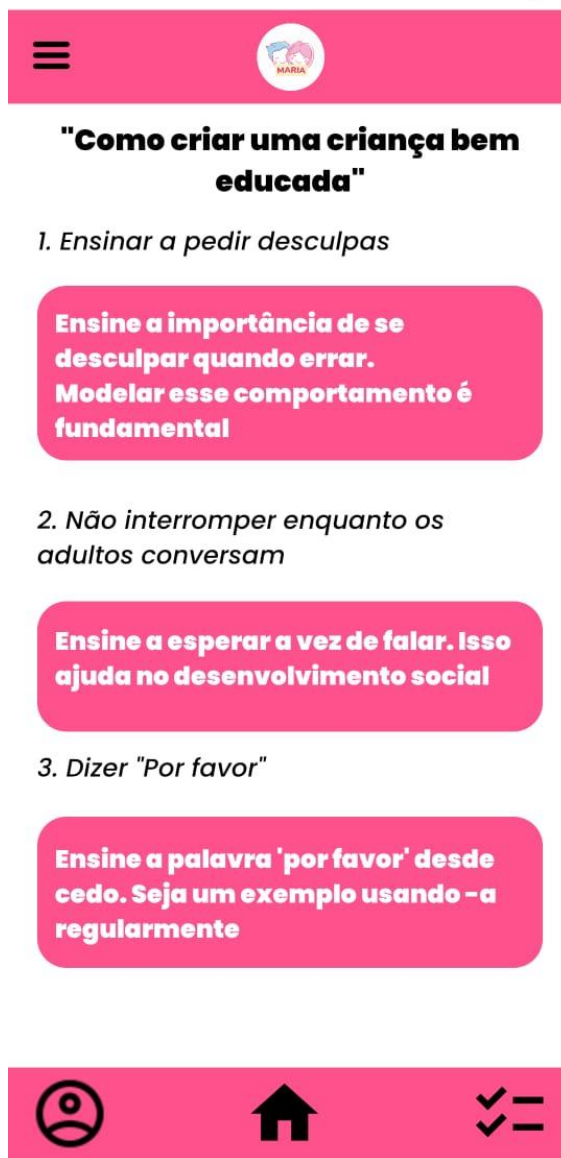 MARIA
"Como criar uma criança bem
educada"
1. Ensinar a pedir desculpas
Ensine a importância de se
desculpar quando errar.
Modelar esse comportamento é
fundamental
2. Não interromper enquanto os
adultos conversam
Ensine a esperar a vez de falar. Isso
ajuda no desenvolvimento social
3. Dizer "Por favor"
Ensine a palavra 'por favor' desde
cedo. Seja um exemplo usando -a
regularmente